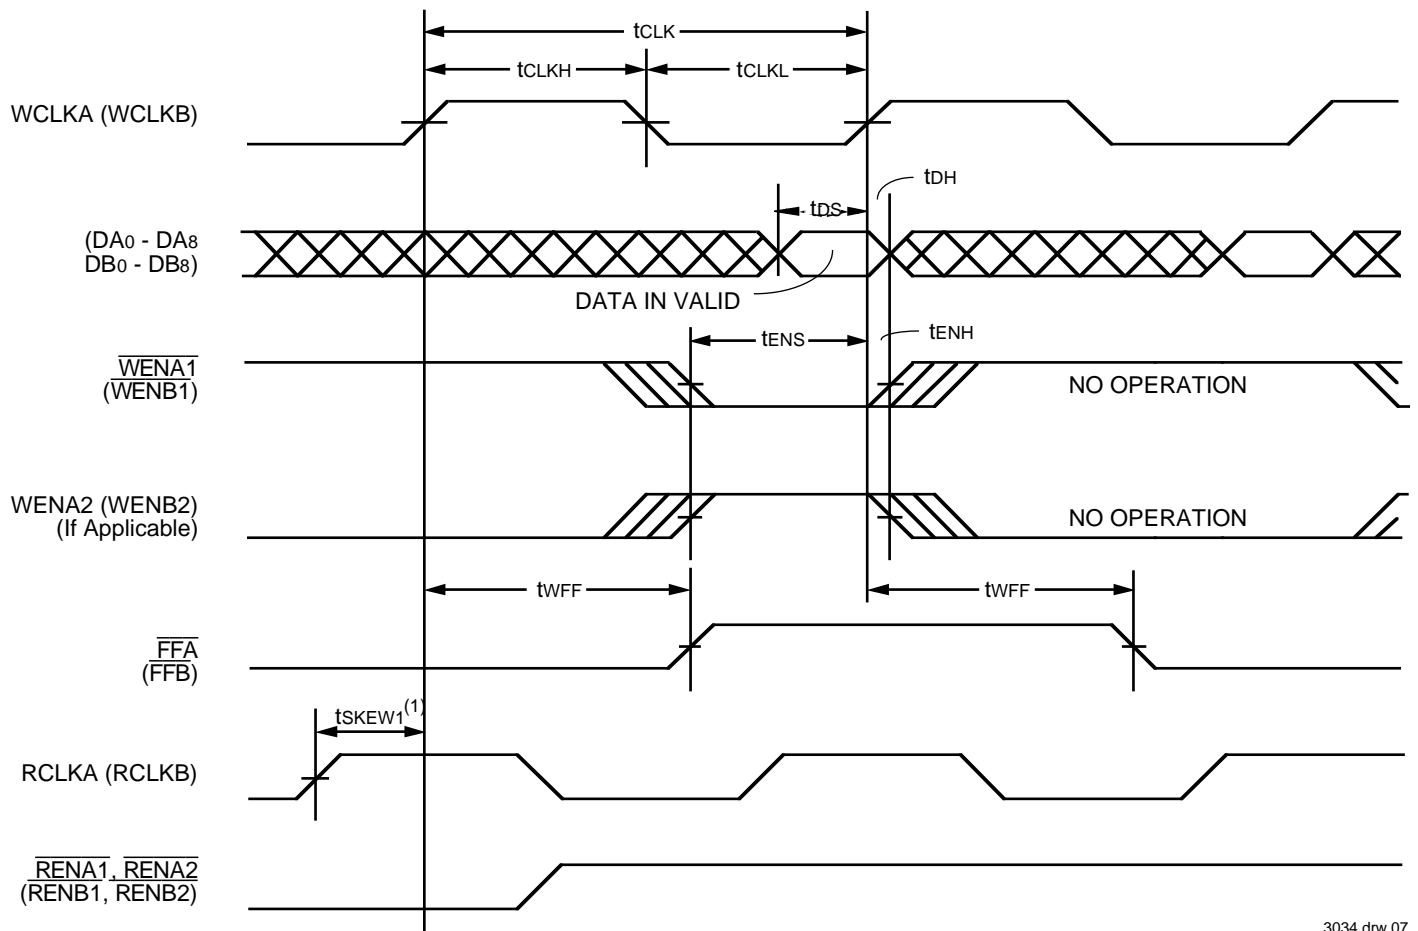 tCLK
tCLKH
tCLKL
WCLKA (WCLKB)
tDH
tDS
(DA0 - DA8
DB0 - DB8)
DATA IN VALID
tENS
tENH
WENA1
(WENB1)
NO OPERATION
WENA2 (WENB2)
(If Applicable)
NO OPERATION
tWFF
tWFF
FFA
(FFB)
tSKEW1(1)
RCLKA (RCLKB)
RENA1, RENA2
(RENB1, RENB2)
3034 drw 07